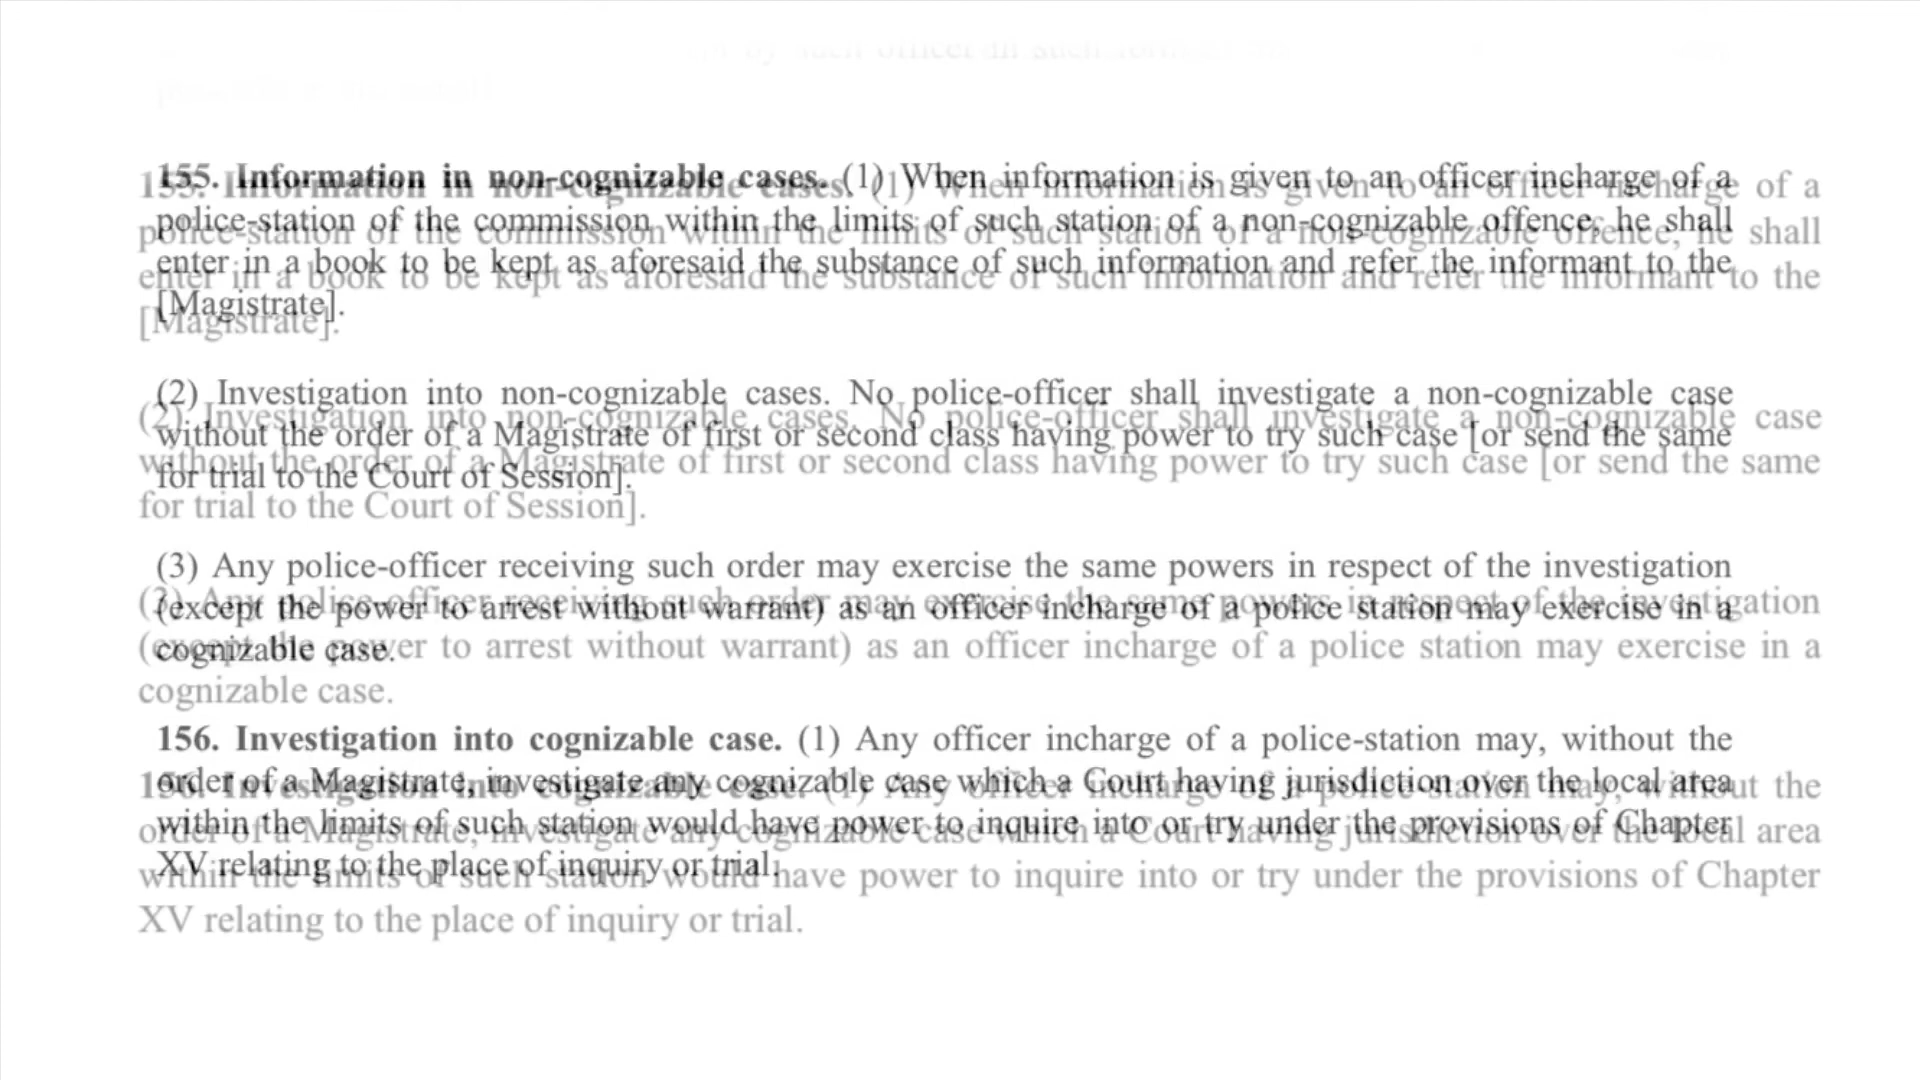 155. Information in non-cognizable cases. (1) When information is given to an officer incharge of a
police-station of the commission within the limits of such station of a non-cognizable offence, he shall
enter in a book to be kept as aforesaid the substance of such information and refer the informant to the
[Magistrate].
(2) Investigation into non-cognizable cases. No police-officer shall investigate a non-cognizable case
without the order of a Magistrate of first or second class having power to try such case [or send the same
for trial to the Court of Session].
(3) Any police-officer receiving such order may exercise the same powers in respect of the investigation
(except the power to arrest without warrant) as an officer incharge of a police station may exercise in a
cognizable case.
156. Investigation into cognizable case. (1) Any officer incharge of a police-station may, without the
order of a Magistrate, investigate any cognizable case which a Court having jurisdiction over the local area
within the limits of such station would have power to inquire into or try under the provisions of Chapter
XV relating to the place of inquiry or trial.